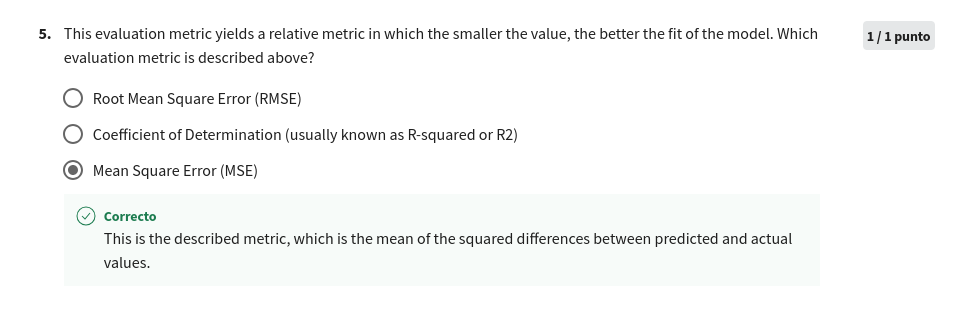 5. This evaluation metric yields a relative metric in which the smaller the value, the better the fit of the model. Which
1 / 1 punto
evaluation metric is described above?
Root Mean Square Error (RMSE)
Coefficient of Determination (usually known as R-squared or R2)
Mean Square Error (MSE)
Correcto
This is the described metric, which is the mean of the squared differences between predicted and actual
values.